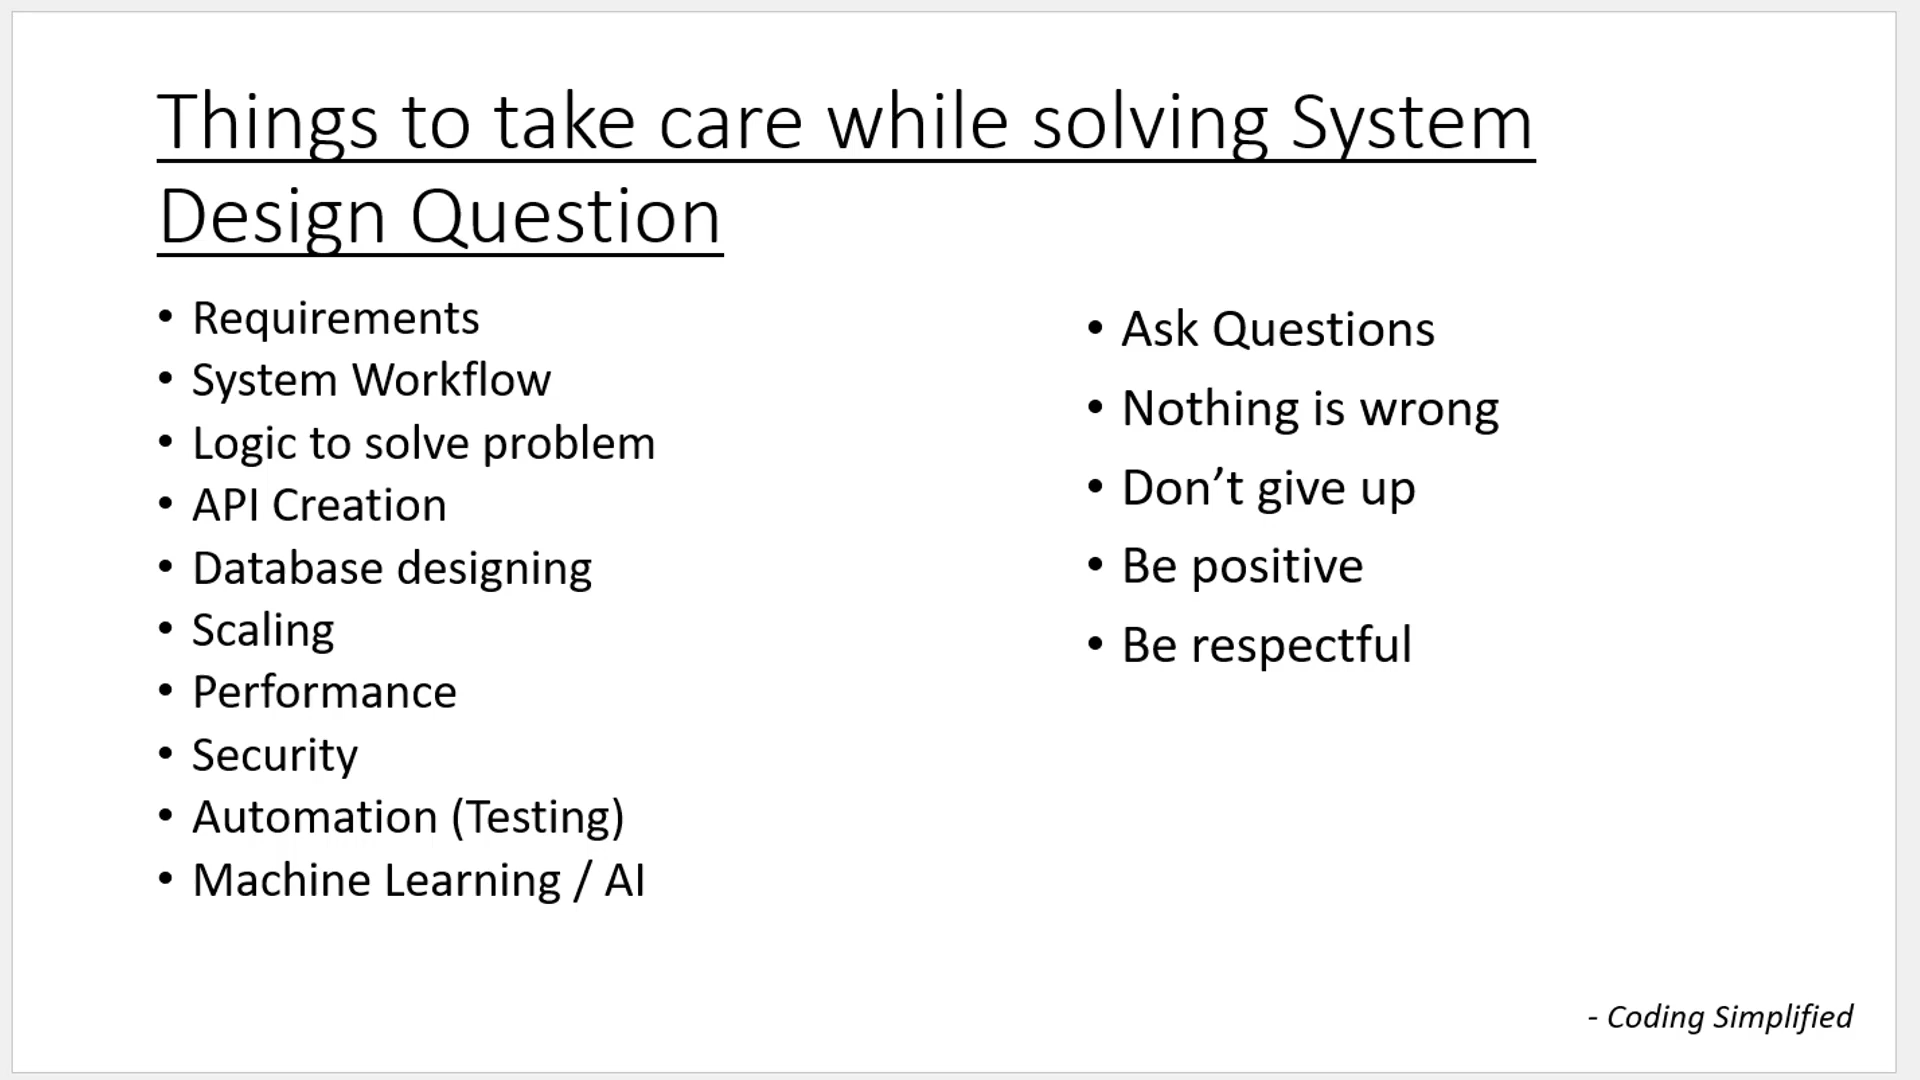 Things to take care while solving System
Design Question
• Requirements
• System Workflow
• Logic to solve problem
• API Creation
• Database designing
• Scaling
• Performance
• Security
• Automation (Testing)
• Machine Learning / AI
• Ask Questions
• Nothing is wrong
• Don’t give up
• Be positive
• Be respectful
- Coding Simplified